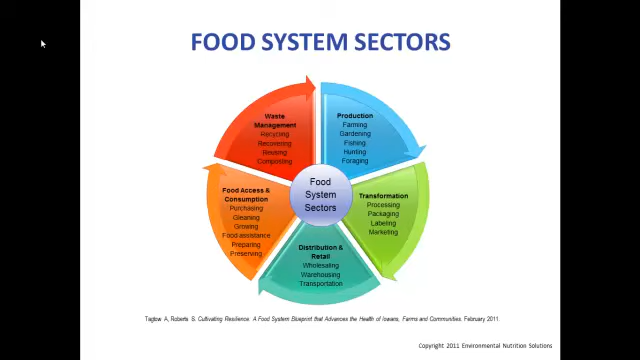 FOOD SYSTEM SECTORS
Waste
Management
Recycling
Recovering
Reusing
Composting
Production
Farming
Gardening
Fishing
Hunting
Foraging
Food Access &
Consumption
Purchasing
Gleaning
Growing
Food assistance
Preparing
Preserving
Food
System
Sectors
Transformation
Processing
Packaging
Labeling
Marketing
Distribution &
Retail
Wholesaling
Warehousing
Transportation
Tagtow A, Roberts S. Cultivating Resilience. A Food System Blueprint that Advances the Health of Iowans, Farms and Communities. February 2011.
Copyright 2011 Environmental Nutrition Solutions